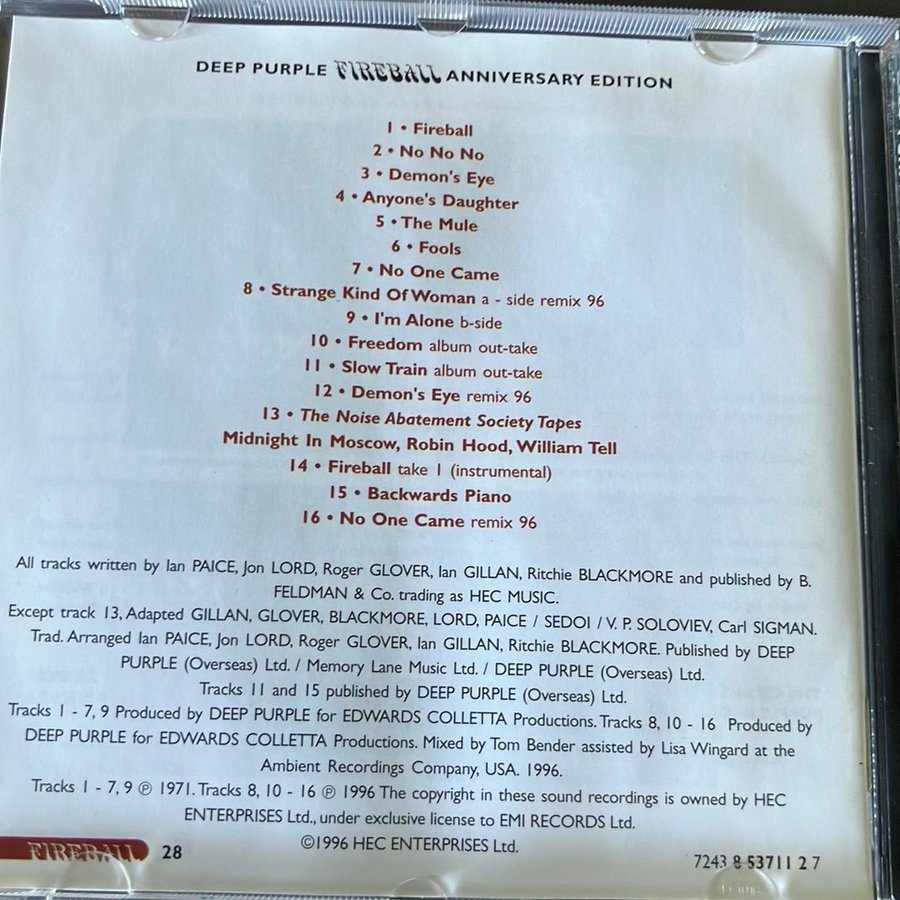 DEEP PURPLE FIREBALL ANNIVERSARY EDITION
1 • Fireball
2 • No No No
3 • Demon's Eye
4 • Anyone's Daughter
5 • The Mule
6 • Fools
7 • No One Came
8 • Strange Kind Of Woman a - side remix 96
9 • I'm Alone b-side
10 • Freedom album out-take
11 • Slow Train album out-take
12 • Demon's Eye remix 96
13 • The Noise Abatement Society Tapes
Midnight In Moscow, Robin Hood, William Tell
14 • Fireball take 1 (instrumental)
15 • Backwards Piano
16 • No One Came remix 96
All tracks written by Ian PAICE, Jon LORD, Roger GLOVER, Ian GILLAN, Ritchie BLACKMORE and published by B.
FELDMAN & Co. trading as HEC MUSIC.
Except track 13, Adapted GILLAN, GLOVER, BLACKMORE, LORD, PAICE / SEDOI / V. P. SOLOVIEV, Carl SIGMAN.
Trad. Arranged Ian PAICE, Jon LORD, Roger GLOVER, Ian GILLAN, Ritchie BLACKMORE. Published by DEEP
PURPLE (Overseas) Ltd. / Memory Lane Music Ltd. / DEEP PURPLE (Overseas) Ltd.
Tracks 11 and 15 published by DEEP PURPLE (Overseas) Ltd.
Tracks 1 - 7, 9 Produced by DEEP PURPLE for EDWARDS COLLETTA Productions. Tracks 8, 10 - 16 Produced by
DEEP PURPLE for EDWARDS COLLETTA Productions. Mixed by Tom Bender assisted by Lisa Wingard at the
Ambient Recordings Company, USA. 1996.
Tracks 1 - 7, 9 ℗ 1971. Tracks 8, 10 - 16 ℗ 1996 The copyright in these sound recordings is owned by HEC
ENTERPRISES Ltd., under exclusive license to EMI RECORDS Ltd.
©1996 HEC ENTERPRISES Ltd.
FIREBALL 28
7243 8 53711 2 7